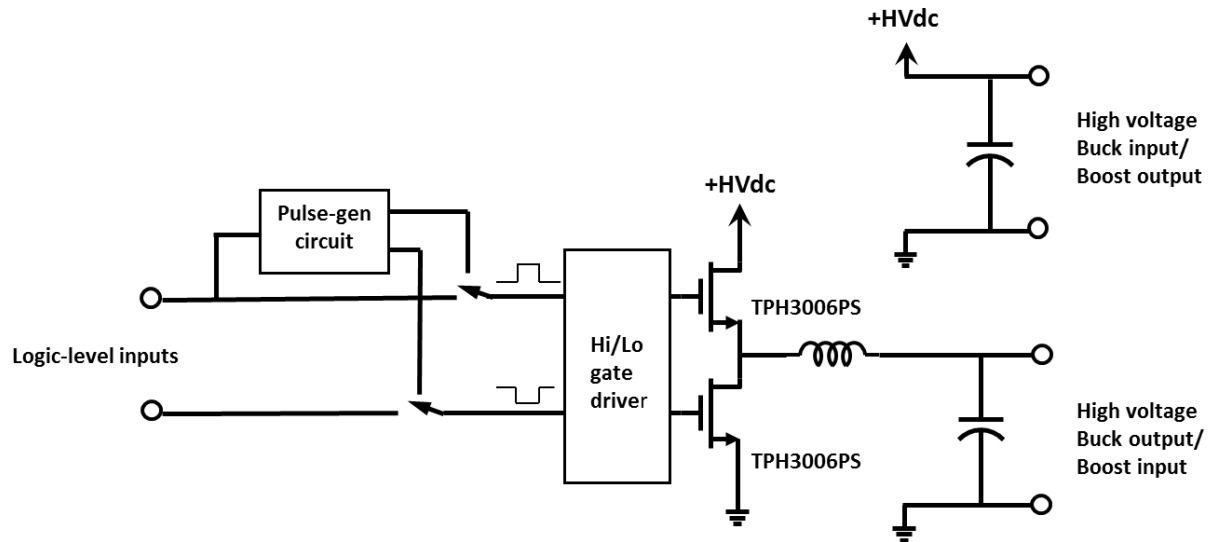 +HVdc
High voltage
Buck input/
Boost output
+HVdc
Pulse-gen
circuit
TPH3006PS
Logic-level inputs
Hi/Lo
gate
driver
High voltage
Buck output/
Boost input
TPH3006PS